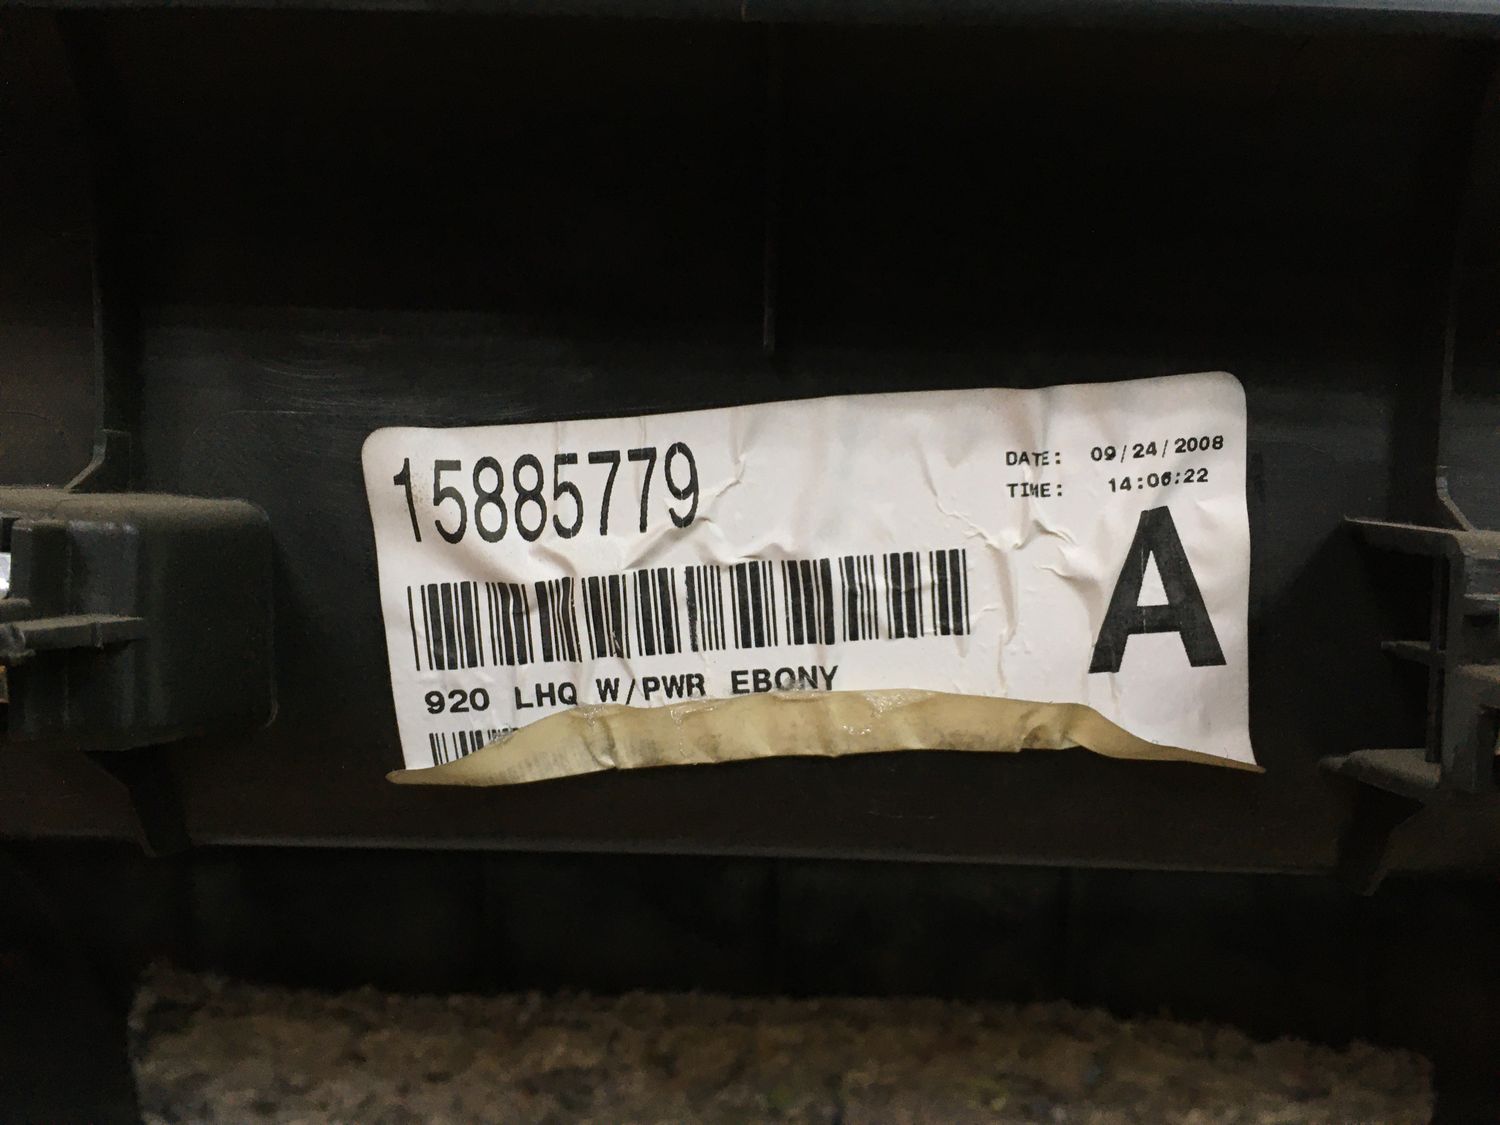 15885779
DATE: 09/24/2008
TIME: 14:06:22
A
920 LHQ W/PWR EBONY